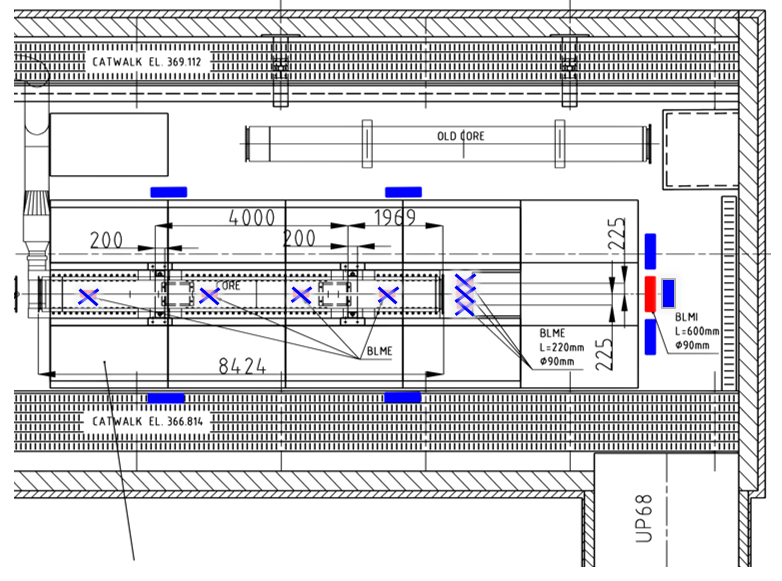 CATWALK EL. 369.112
OLD CORE
4000
1969
200
200
225
CORE
BLME
BLME
L=220mm
Φ90mm
BLMI
L=600mm
Φ90mm
225
8424
CATWALK EL. 366.814
UP68